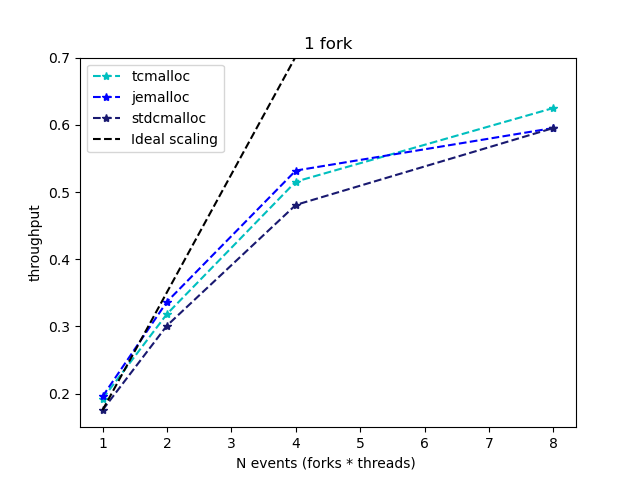 1 fork
0.7
0.6
0.5
0.4
0.3
0.2
throughput
tcmalloc
jemalloc
stdcmalloc
Ideal scaling
1 2 3 4 5 6 7 8
N events (forks * threads)